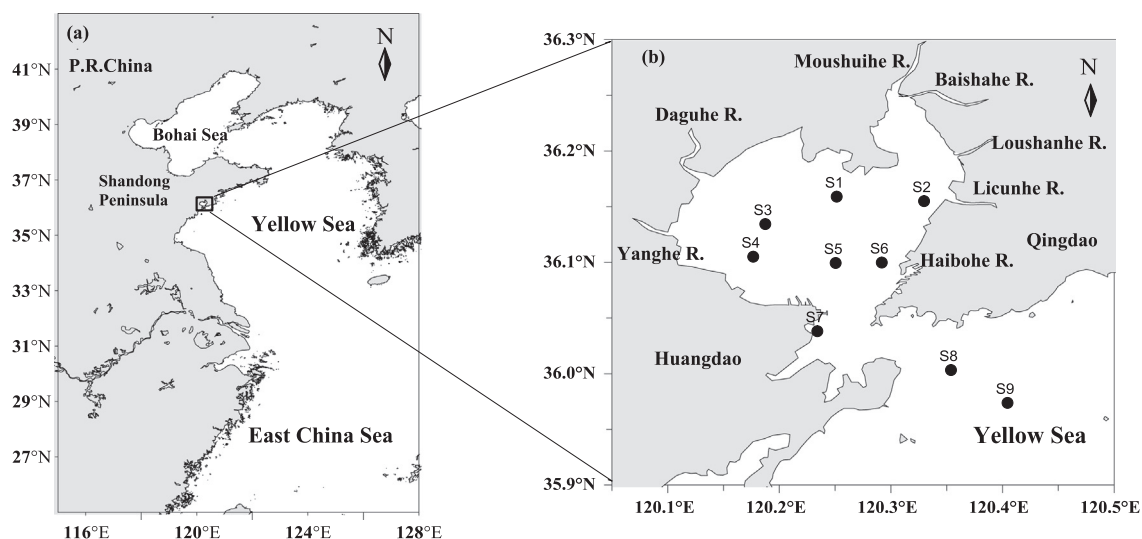 (a)
N
P.R.China
41°N
39°N
37°N
35°N
33°N
31°N
29°N
27°N
Bohai Sea
Shandong
Peninsula
Yellow Sea
East China Sea
116°E
120°E
124°E
128°E
(b)
N
36.3°N
36.2°N
36.1°N
36.0°N
35.9°N
Moushuihe R.
Baishahe R.
Daguhe R.
Loushanhe R.
Licunhe R.
S1
S2
S3
S4
S5
S6
Qingdao
Yanghe R.
Haibohe R.
S7
Huangdao
S8
S9
Yellow Sea
120.1°E
120.2°E
120.3°E
120.4°E
120.5°E